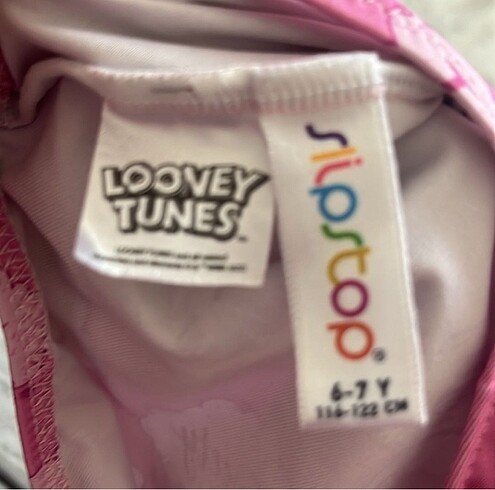 LOONEY
TUNES
slipstop
6-7 Y
116-122 CM